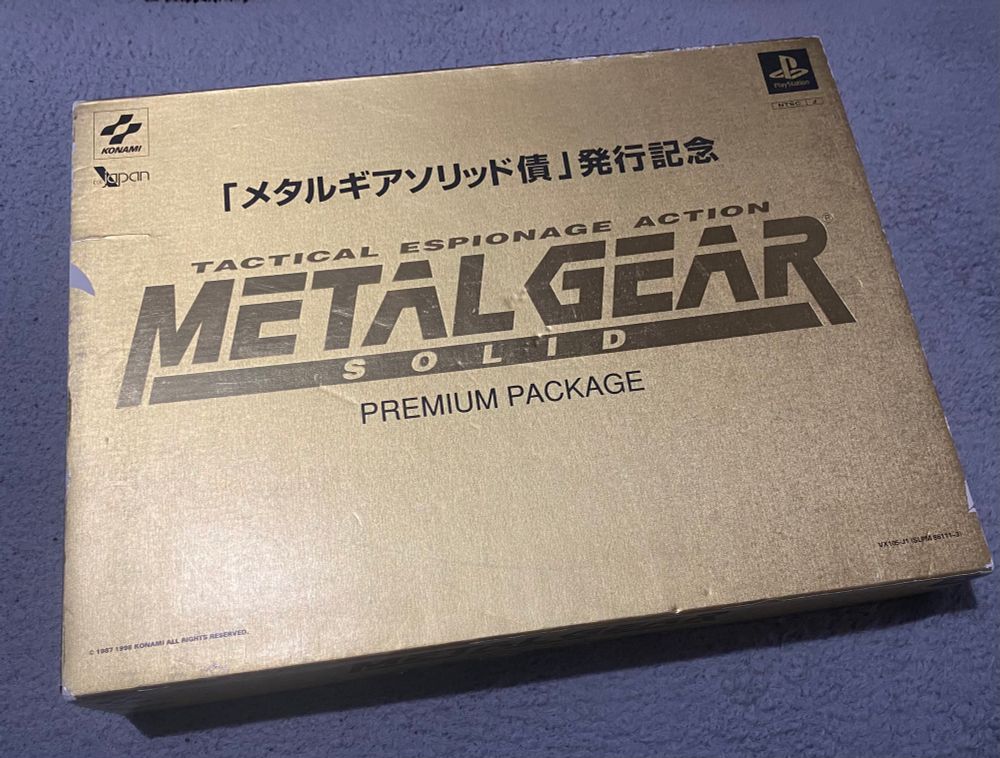 KONAMI
Japan
PlayStation
NTSC J
「メタルギアソリッド債」発行記念
TACTICAL ESPIONAGE ACTION
METAL GEAR®
SOLID
PREMIUM PACKAGE
VX105-J1 (SLPM 86111~3)
© 1987 1998 KONAMI ALL RIGHTS RESERVED.